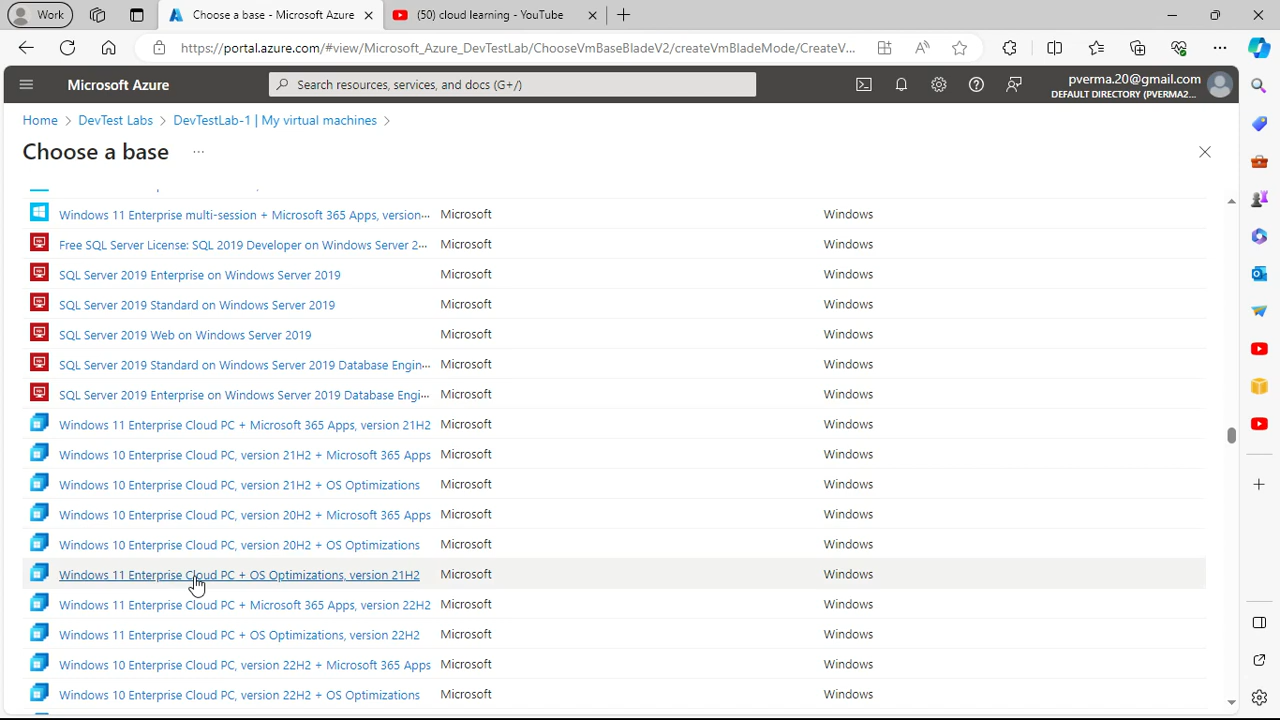 Work
Choose a base - Microsoft Azure
(50) cloud learning - YouTube
https://portal.azure.com/#view/Microsoft_Azure_DevTestLab/ChooseVmBaseBladeV2/createVmBladeMode/CreateV...
Microsoft Azure
Search resources, services, and docs (G+/)
pverma.20@gmail.com
DEFAULT DIRECTORY (PVERMA2...
Home > DevTest Labs > DevTestLab-1 | My virtual machines >
Choose a base ...
Windows 11 Enterprise multi-session + Microsoft 365 Apps, version... Microsoft Windows
Free SQL Server License: SQL 2019 Developer on Windows Server 2... Microsoft Windows
SQL Server 2019 Enterprise on Windows Server 2019 Microsoft Windows
SQL Server 2019 Standard on Windows Server 2019 Microsoft Windows
SQL Server 2019 Web on Windows Server 2019 Microsoft Windows
SQL Server 2019 Standard on Windows Server 2019 Database Engin... Microsoft Windows
SQL Server 2019 Enterprise on Windows Server 2019 Database Engi... Microsoft Windows
Windows 11 Enterprise Cloud PC + Microsoft 365 Apps, version 21H2 Microsoft Windows
Windows 10 Enterprise Cloud PC, version 21H2 + Microsoft 365 Apps Microsoft Windows
Windows 10 Enterprise Cloud PC, version 21H2 + OS Optimizations Microsoft Windows
Windows 10 Enterprise Cloud PC, version 20H2 + Microsoft 365 Apps Microsoft Windows
Windows 10 Enterprise Cloud PC, version 20H2 + OS Optimizations Microsoft Windows
Windows 11 Enterprise Cloud PC + OS Optimizations, version 21H2 Microsoft Windows
Windows 11 Enterprise Cloud PC + Microsoft 365 Apps, version 22H2 Microsoft Windows
Windows 11 Enterprise Cloud PC + OS Optimizations, version 22H2 Microsoft Windows
Windows 10 Enterprise Cloud PC, version 22H2 + Microsoft 365 Apps Microsoft Windows
Windows 10 Enterprise Cloud PC, version 22H2 + OS Optimizations Microsoft Windows